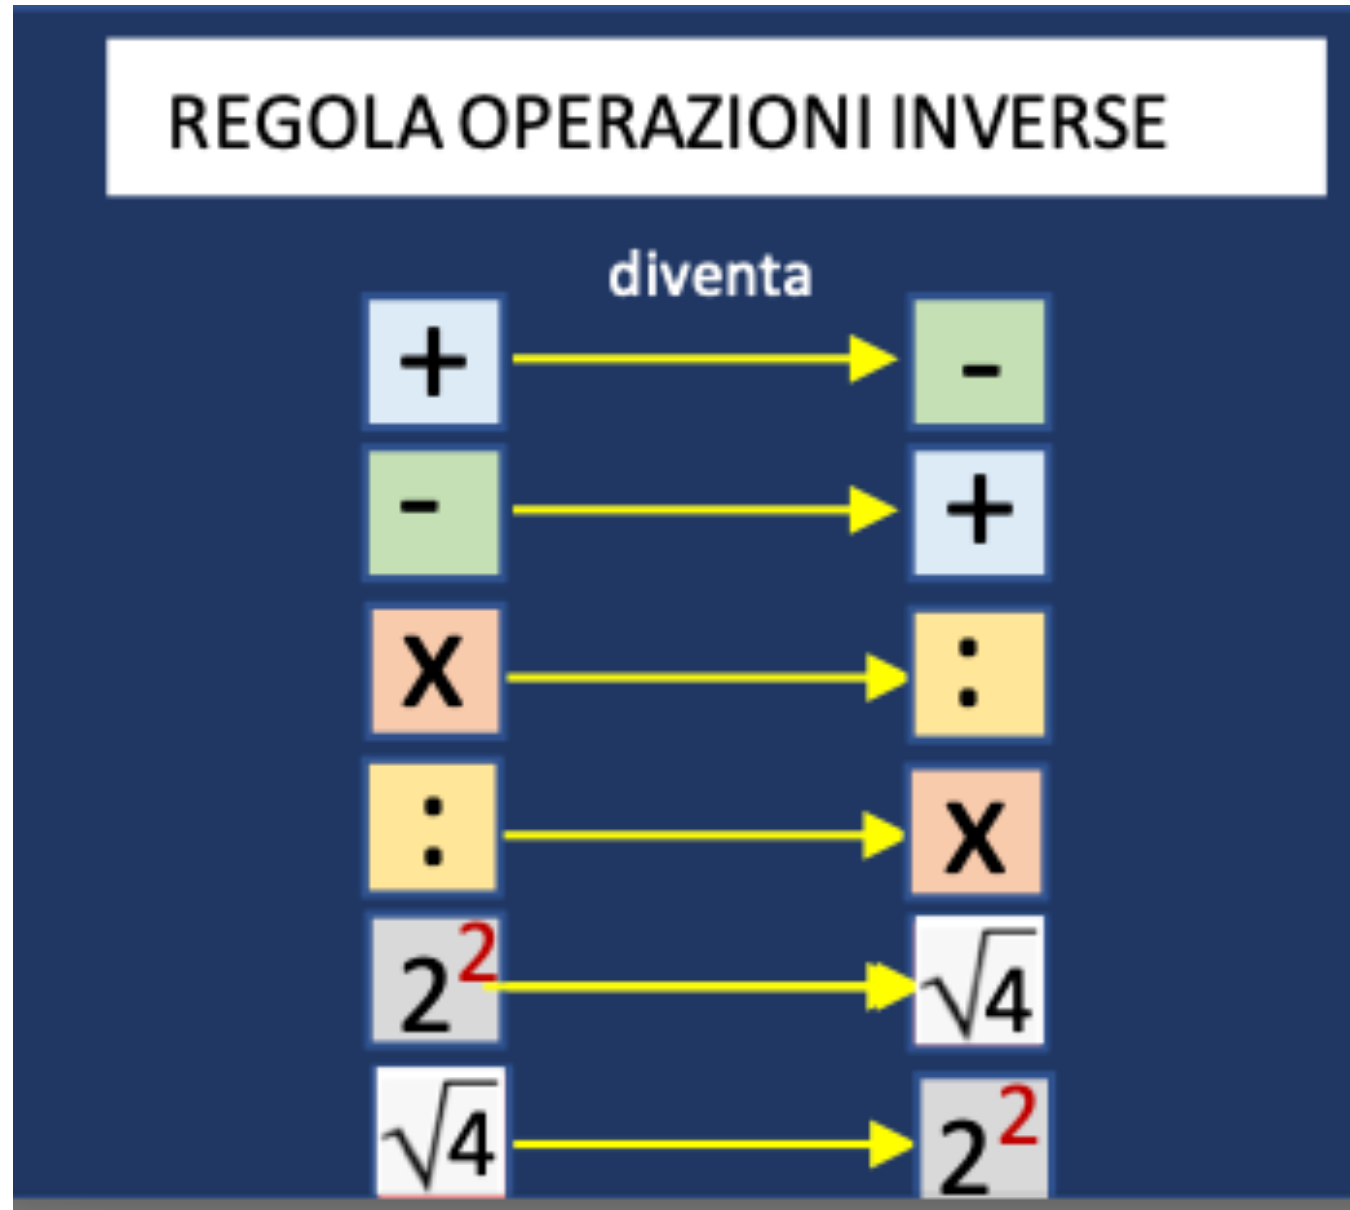 REGOLA OPERAZIONI INVERSE
diventa
+ -
- +
X :
: X
2² √4
√4 2²